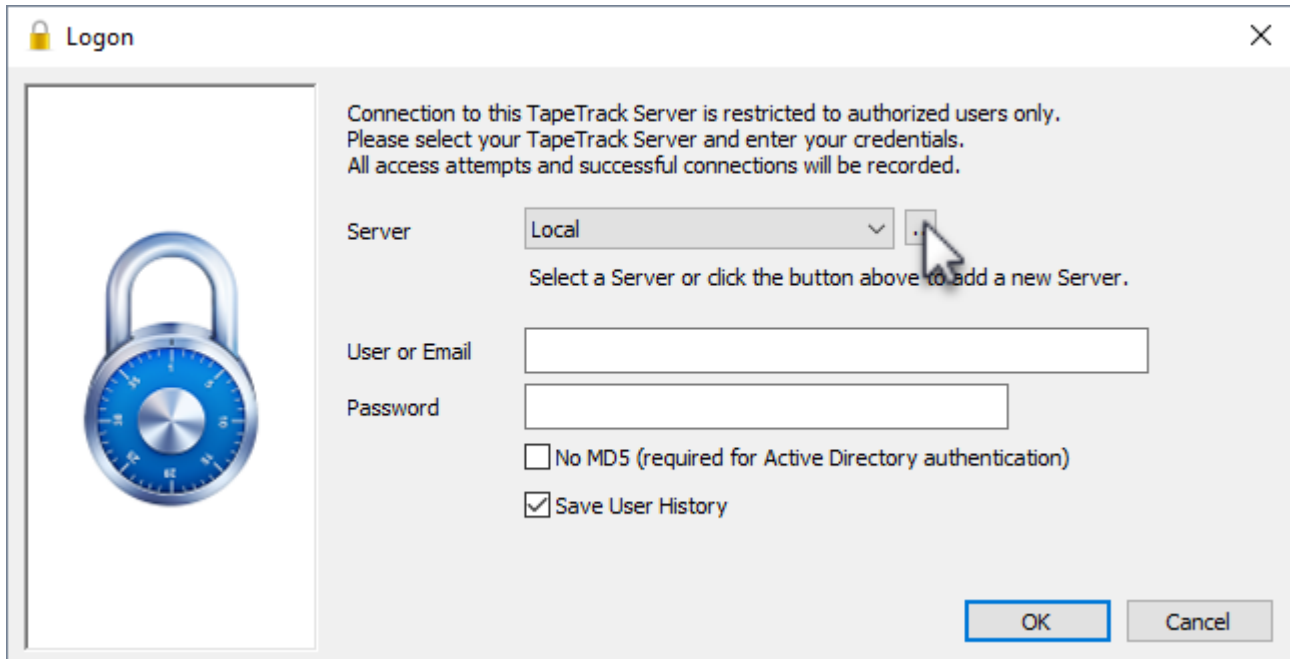 Logon
Connection to this TapeTrack Server is restricted to authorized users only.
Please select your TapeTrack Server and enter your credentials.
All access attempts and successful connections will be recorded.
Server
Local
Select a Server or click the button above to add a new Server.
User or Email
Password
No MD5 (required for Active Directory authentication)
Save User History
OK
Cancel